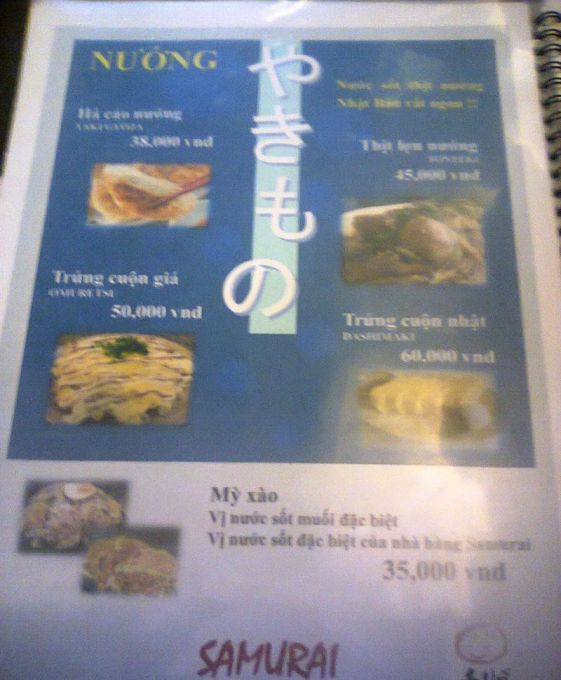 NƯỚNG
やきもの
Nước sốt thịt nướng
Nhật Bản rất ngon !!
Há cảo nướng
YAKI GYOZA
38,000 vnd
Thịt lợn nướng
TONTEKI
45,000 vnd
Trứng cuộn giá
OMURETSU
50,000 vnd
Trứng cuộn nhật
DASHIMAKI
60,000 vnd
Mỳ xào
Vị nước sốt muối đặc biệt
Vị nước sốt đặc biệt của nhà hàng Samurai
35,000 vnd
SAMURAI